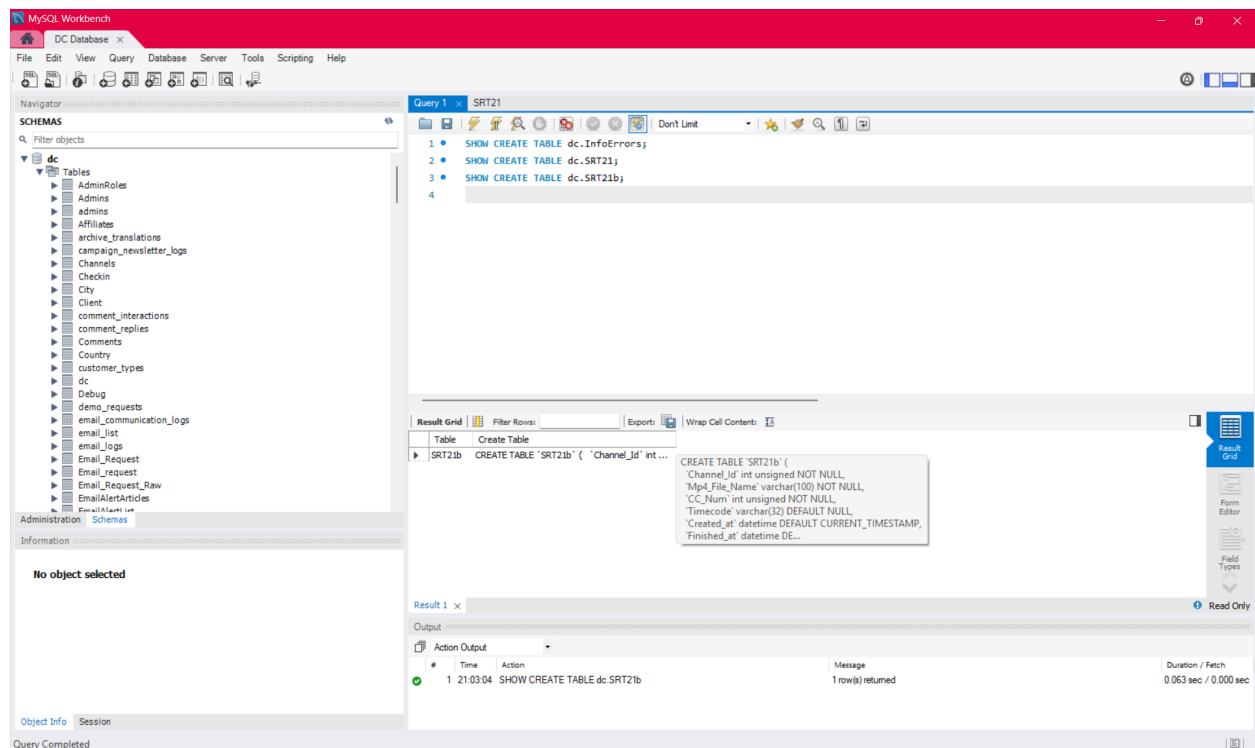 MySQL Workbench
DC Database
File Edit View Query Database Server Tools Scripting Help
Navigator
SCHEMAS
Filter objects
dc
Tables
AdminRoles
Admins
admins
Affiliates
archive_translations
campaign_newsletter_logs
Channels
Checkin
City
Client
comment_interactions
comment_replies
Comments
Country
customer_types
dc
Debug
demo_requests
email_communication_logs
email_list
email_logs
Email_Request
Email_request
Email_Request_Raw
EmailAlertArticles
EmailAlertList
Administration Schemas
Information
No object selected
Object Info Session
Query Completed
Query 1 SRT21
Don't Limit
1 SHOW CREATE TABLE dc.InfoErrors;
2 SHOW CREATE TABLE dc.SRT21;
3 SHOW CREATE TABLE dc.SRT21b;
4
Result Grid Filter Rows: Export: Wrap Cell Content:
Table Create Table
SRT21b CREATE TABLE `SRT21b` ( `Channel_Id` int ...
CREATE TABLE `SRT21b` (
`Channel_Id` int unsigned NOT NULL,
`Mp4_File_Name` varchar(100) NOT NULL,
`CC_Num` int unsigned NOT NULL,
`Timecode` varchar(32) DEFAULT NULL,
`Created_at` datetime DEFAULT CURRENT_TIMESTAMP,
`Finished_at` datetime DE...
Result
Grid
Form
Editor
Field
Types
Result 1 Read Only
Output
Action Output
# Time Action Message Duration / Fetch
1 21:03:04 SHOW CREATE TABLE dc.SRT21b 1 row(s) returned 0.063 sec / 0.000 sec